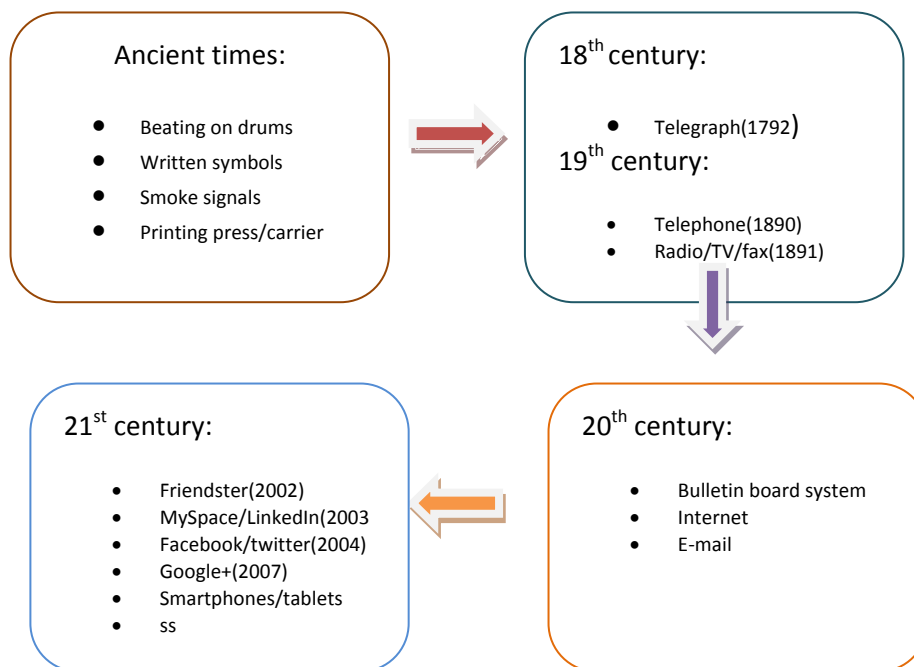 Ancient times:
● Beating on drums
● Written symbols
● Smoke signals
● Printing press/carrier
18th century:
● Telegraph(1792)
19th century:
● Telephone(1890)
● Radio/TV/fax(1891)
20th century:
● Bulletin board system
● Internet
● E-mail
21st century:
● Friendster(2002)
● MySpace/LinkedIn(2003
● Facebook/twitter(2004)
● Google+(2007)
● Smartphones/tablets
● ss